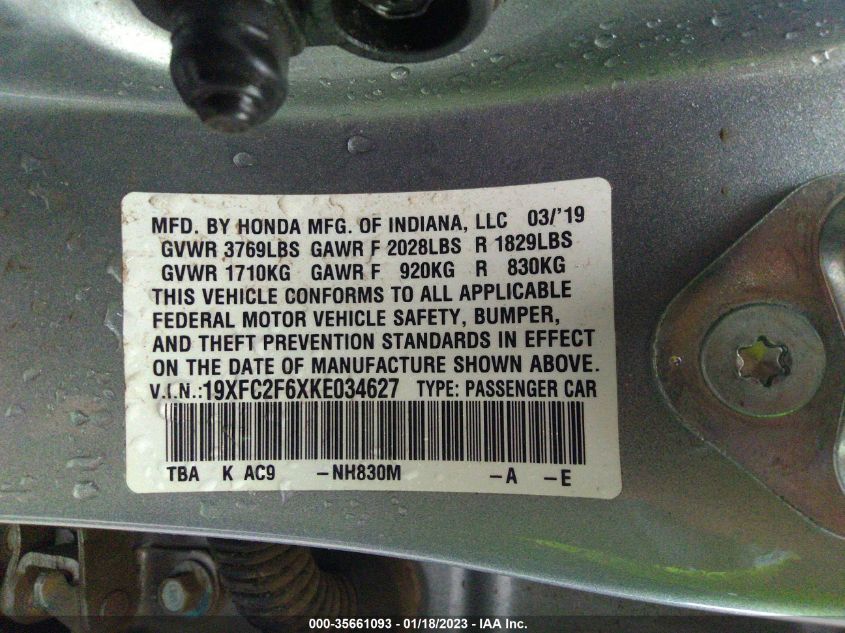 MFD. BY HONDA MFG. OF INDIANA, LLC 03/'19
GVWR 3769LBS GAWR F 2028LBS R 1829LBS
GVWR 1710KG GAWR F 920KG R 830KG
THIS VEHICLE CONFORMS TO ALL APPLICABLE
FEDERAL MOTOR VEHICLE SAFETY, BUMPER,
AND THEFT PREVENTION STANDARDS IN EFFECT
ON THE DATE OF MANUFACTURE SHOWN ABOVE.
V.I.N.:19XFC2F6XKE034627 TYPE: PASSENGER CAR
TBA K AC9 –NH830M –A –E
000-35661093 - 01/18/2023 - IAA Inc.